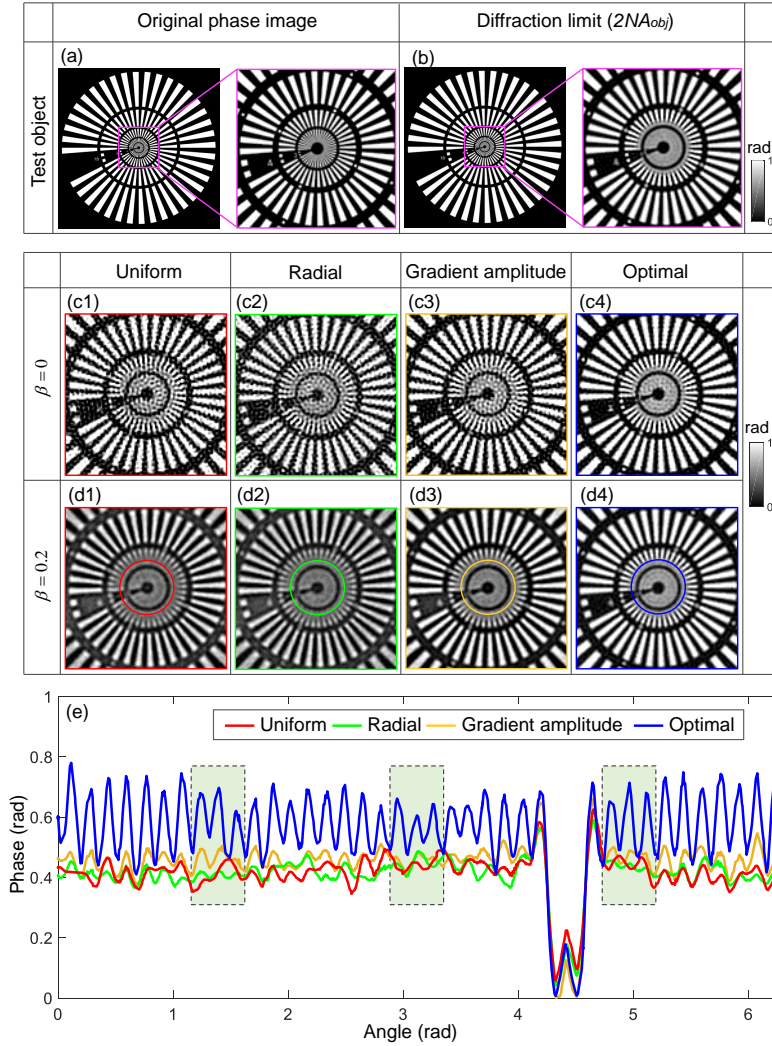 Original phase image
Diffraction limit (2NAobj)
Test object
(a)
(b)
rad
1
0
Uniform
Radial
Gradient amplitude
Optimal
β = 0
(c1)
(c2)
(c3)
(c4)
rad
1
0
β = 0.2
(d1)
(d2)
(d3)
(d4)
(e)
Uniform
Radial
Gradient amplitude
Optimal
Phase (rad)
1
0.8
0.6
0.4
0.2
0
0
1
2
3
4
5
6
Angle (rad)